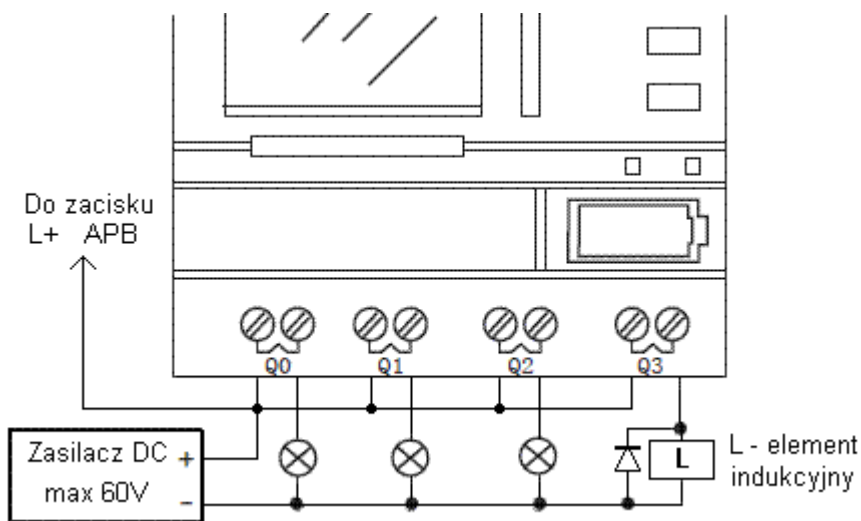 Do zacisku
L+ APB
Q0 Q1 Q2 Q3
Zasilacz DC +
max 60V -
L
L - element
indukcyjny